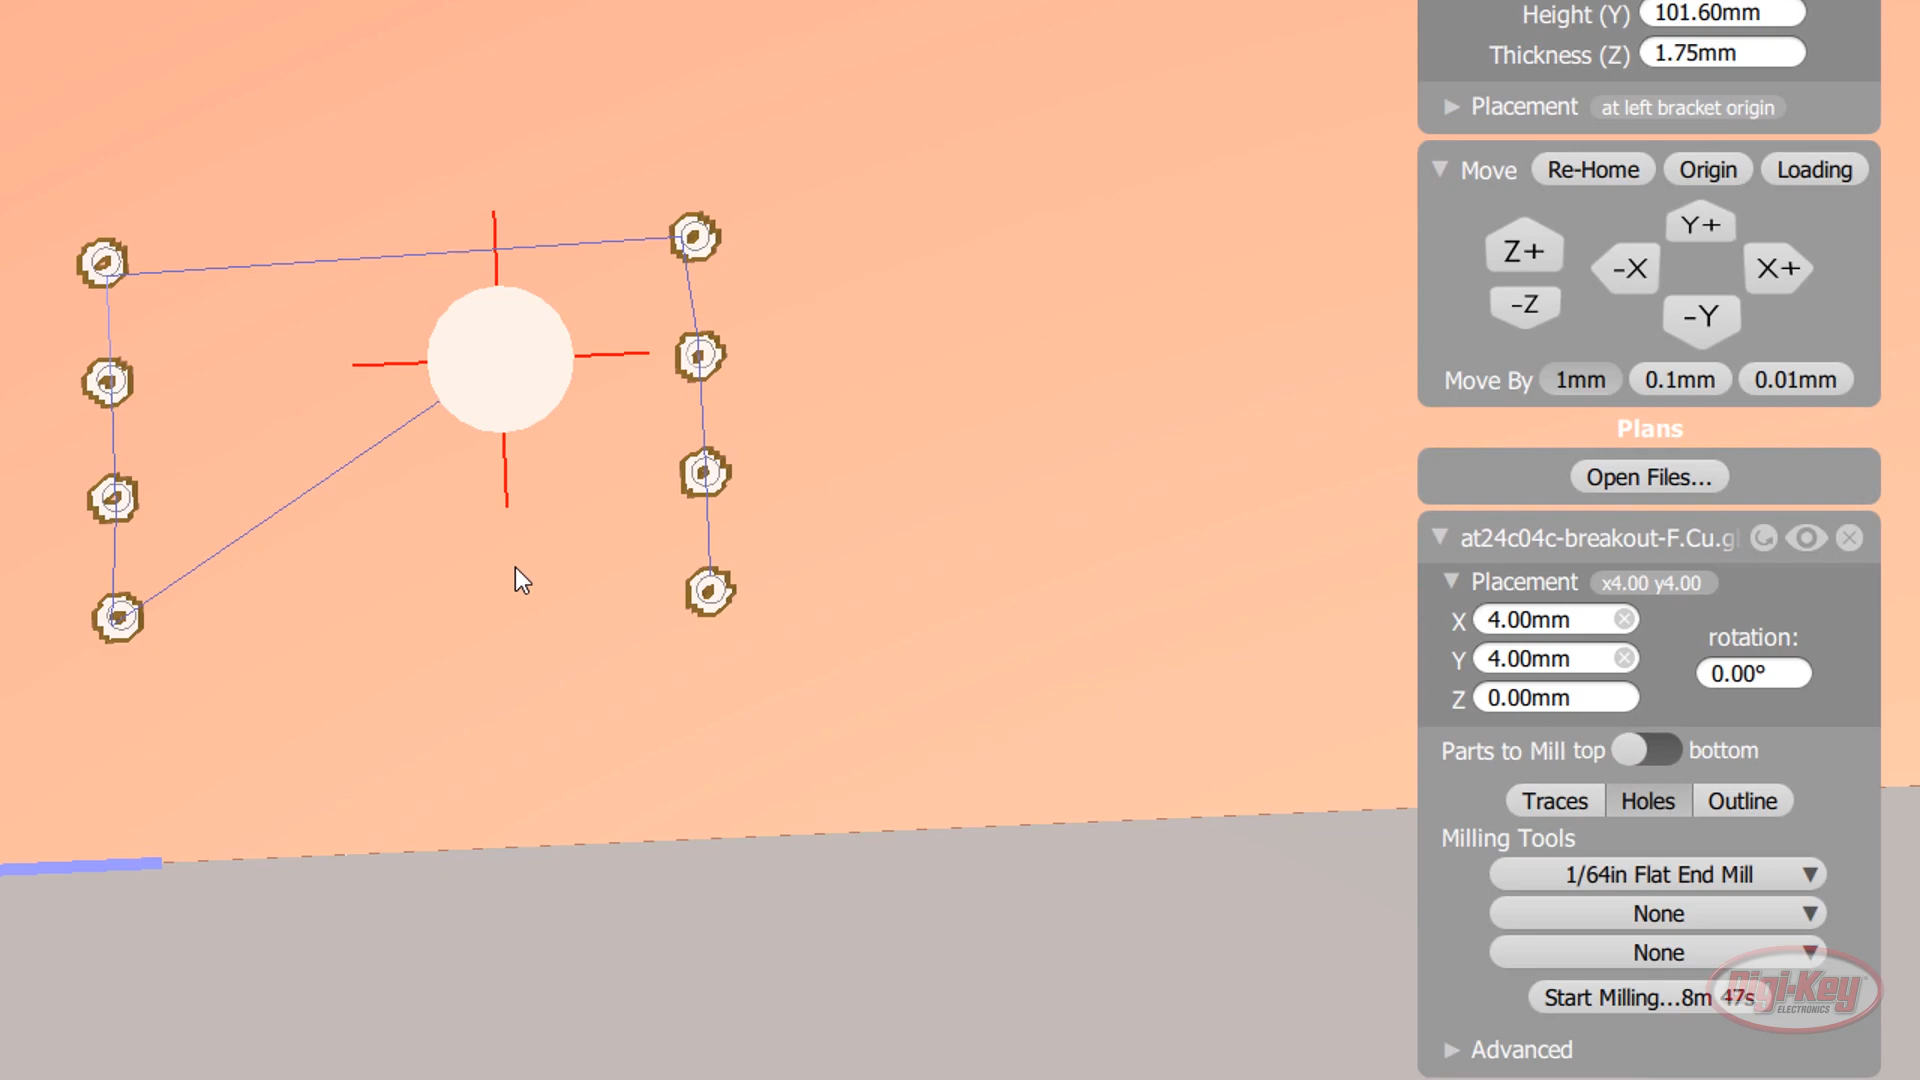 Height (Y) 101.60mm
Thickness (Z) 1.75mm
Placement at left bracket origin
Move Re-Home Origin Loading
Z+
-Z
Y+
-X
X+
-Y
Move By 1mm 0.1mm 0.01mm
Plans
Open Files...
at24c04c-breakout-F.Cu.g
Placement x4.00 y4.00
X 4.00mm
Y 4.00mm
Z 0.00mm
rotation:
0.00°
Parts to Mill top bottom
Traces Holes Outline
Milling Tools
1/64in Flat End Mill
None
None
Start Milling...8m 47s
Digi-Key
ELECTRONICS
Advanced